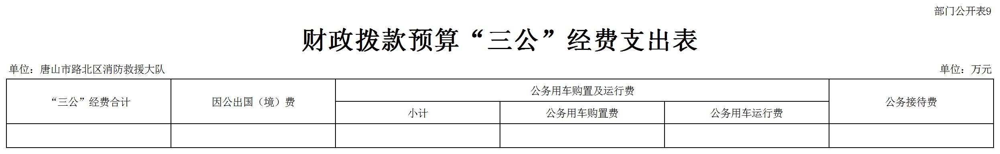 部门公开表9
财政拨款预算“三公”经费支出表
单位：唐山市路北区消防救援大队 单位：万元
“三公”经费合计 因公出国（境）费 公务用车购置及运行费 公务接待费
小计 公务用车购置费 公务用车运行费